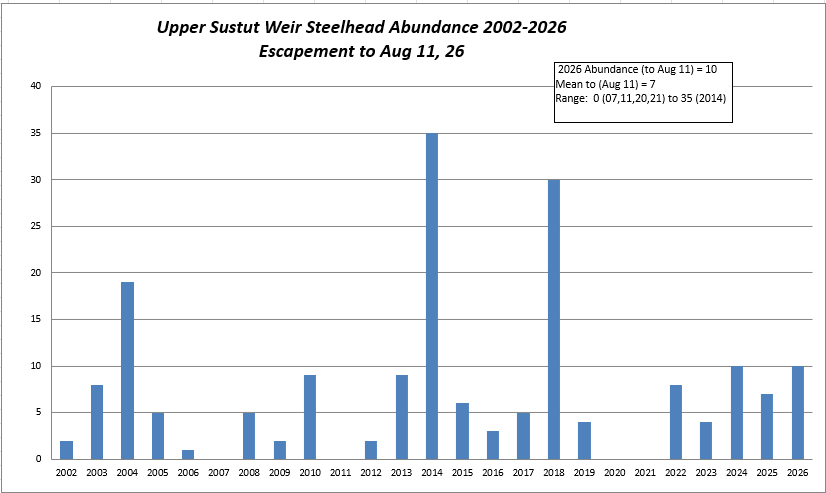 Upper Sustut Weir Steelhead Abundance 2002-2026
Escapement to Aug 11, 26
2026 Abundance (to Aug 11) = 10
Mean to (Aug 11) = 7
Range:  0 (07,11,20,21) to 35 (2014)
40
35
30
25
20
15
10
5
0
2002 2003 2004 2005 2006 2007 2008 2009 2010 2011 2012 2013 2014 2015 2016 2017 2018 2019 2020 2021 2022 2023 2024 2025 2026